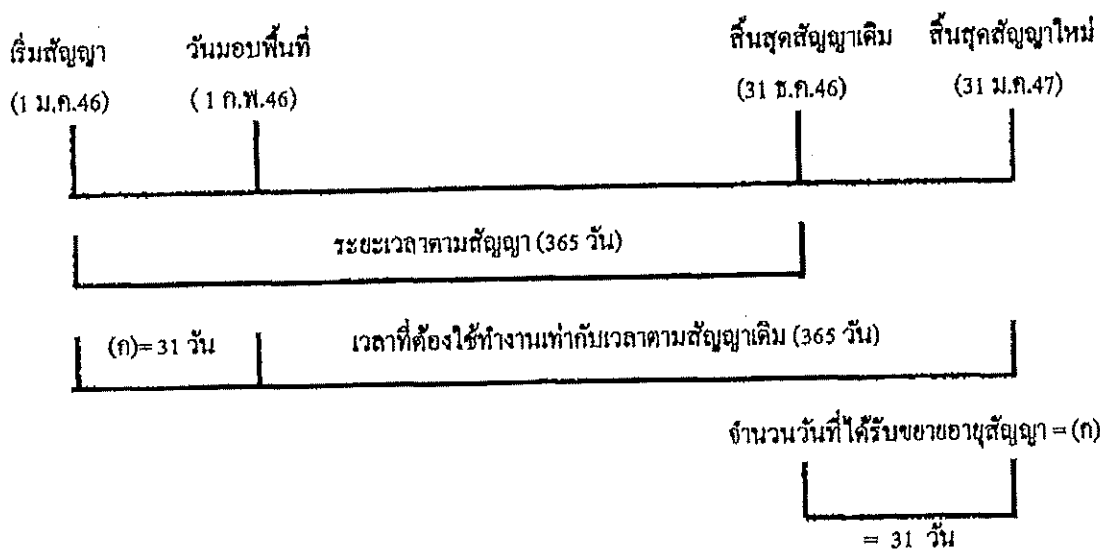 เริ่มสัญญา วันมอบพื้นที่ สิ้นสุดสัญญาเดิม สิ้นสุดสัญญาใหม่
(1 ม.ค.46) ( 1 ก.พ.46) (31 ธ.ค.46) (31 ม.ค.47)
ระยะเวลาตามสัญญา (365 วัน)
(ก)= 31 วัน เวลาที่ต้องใช้ทำงานเท่ากับเวลาตามสัญญาเดิม (365 วัน)
จำนวนวันที่ได้รับขยายอายุสัญญา = (ก)
= 31 วัน